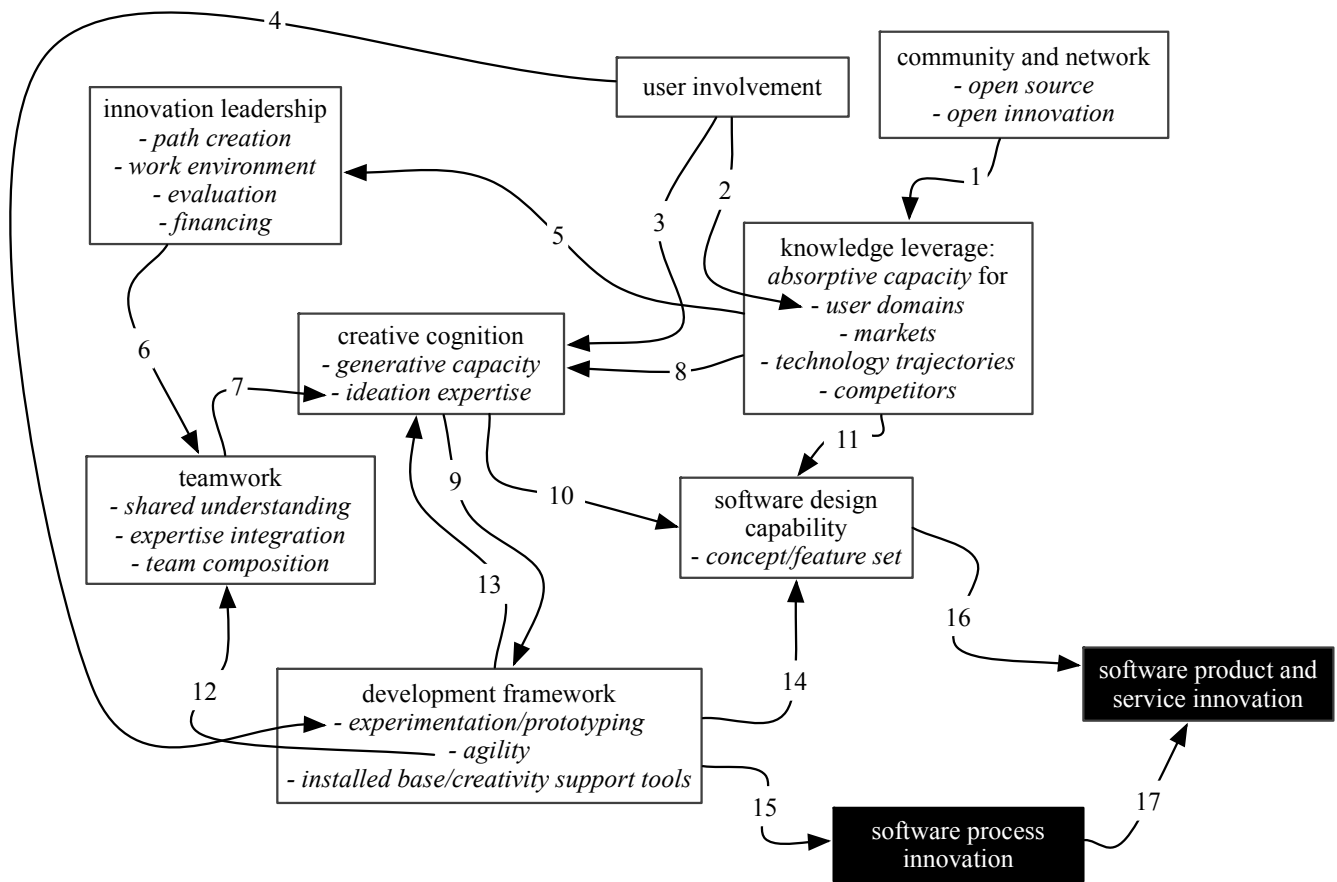 4
user involvement
community and network
- open source
- open innovation
innovation leadership
- path creation
- work environment
- evaluation
- financing
1
2
3
5
knowledge leverage:
absorptive capacity for
- user domains
- markets
- technology trajectories
- competitors
creative cognition
- generative capacity
- ideation expertise
6
7
8
11
teamwork
- shared understanding
- expertise integration
- team composition
9
10
software design
capability
- concept/feature set
13
16
12
14
development framework
- experimentation/prototyping
- agility
- installed base/creativity support tools
software product and
service innovation
15
17
software process
innovation